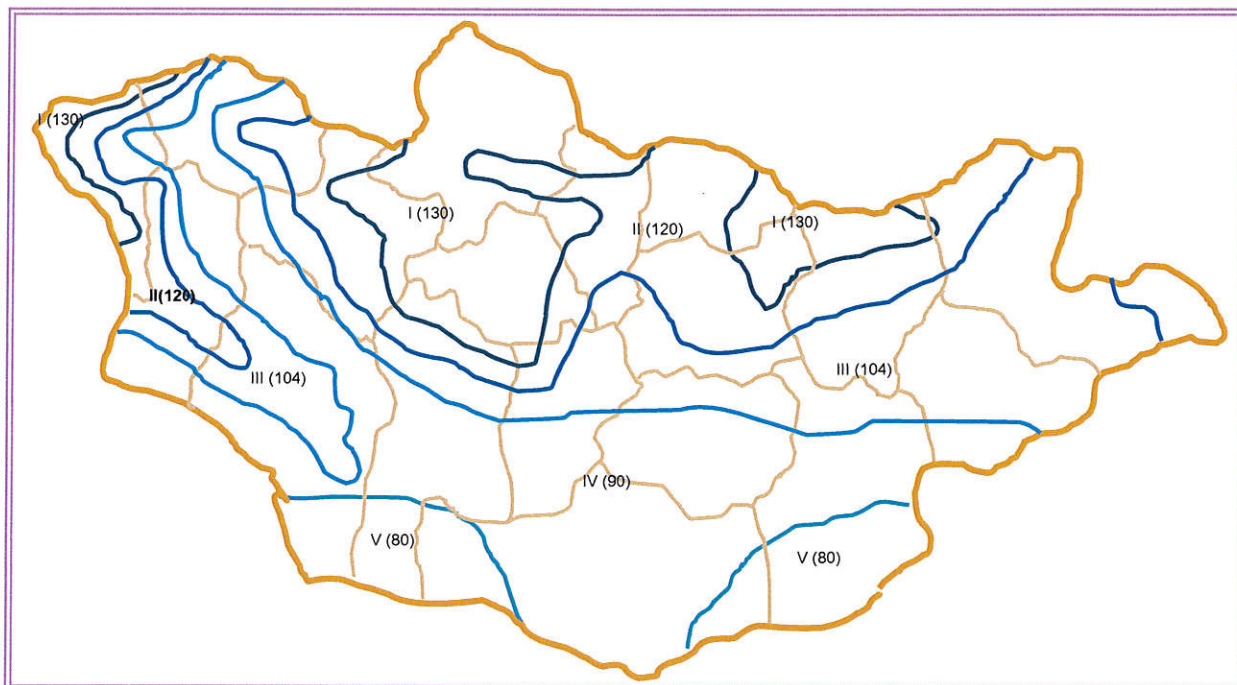 I (130)
I (130)
II (120)
I (130)
II(120)
III (104)
III (104)
IV (90)
V (80)
V (80)